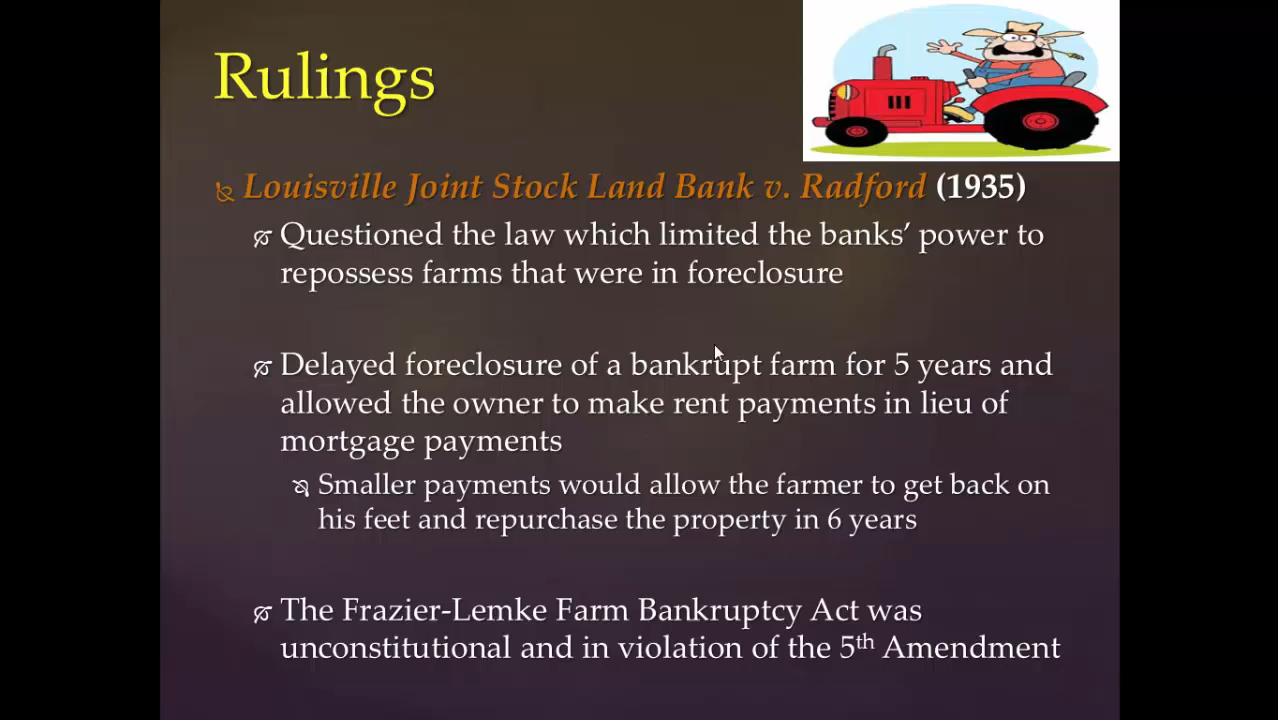 Rulings
Louisville Joint Stock Land Bank v. Radford (1935)
Questioned the law which limited the banks’ power to
repossess farms that were in foreclosure
Delayed foreclosure of a bankrupt farm for 5 years and
allowed the owner to make rent payments in lieu of
mortgage payments
Smaller payments would allow the farmer to get back on
his feet and repurchase the property in 6 years
The Frazier-Lemke Farm Bankruptcy Act was
unconstitutional and in violation of the 5th Amendment